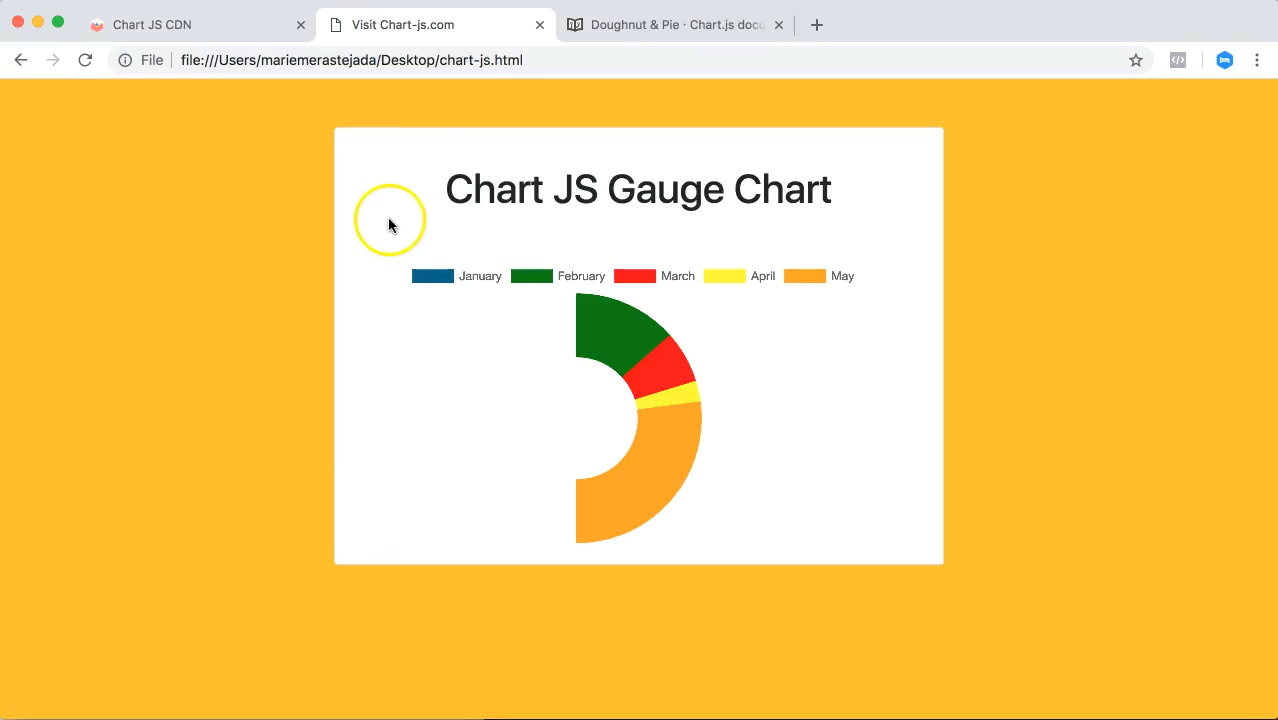 Chart JS CDN
Visit Chart-js.com
Doughnut & Pie · Chart.js docu
File
file:///Users/mariemerastejada/Desktop/chart-js.html
Chart JS Gauge Chart
January February March April May